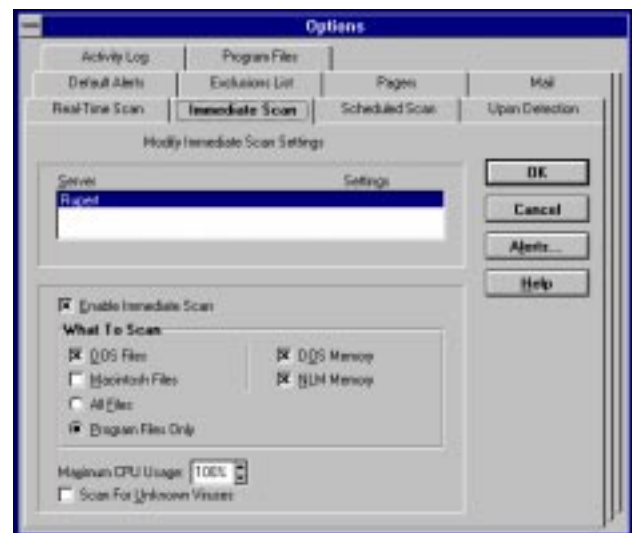 Options
Activity Log Program Files
Default Alerts Exclusions List Pagers Mail
Real-Time Scan Immediate Scan Scheduled Scan Upon Detection
Modify Immediate Scan Settings
Server Settings
Rupert
OK
Cancel
Alerts...
Help
Enable Immediate Scan
What To Scan
DOS Files DOS Memory
Macintosh Files NLM Memory
All Files
Program Files Only
Maximum CPU Usage: 100%
Scan For Unknown Viruses